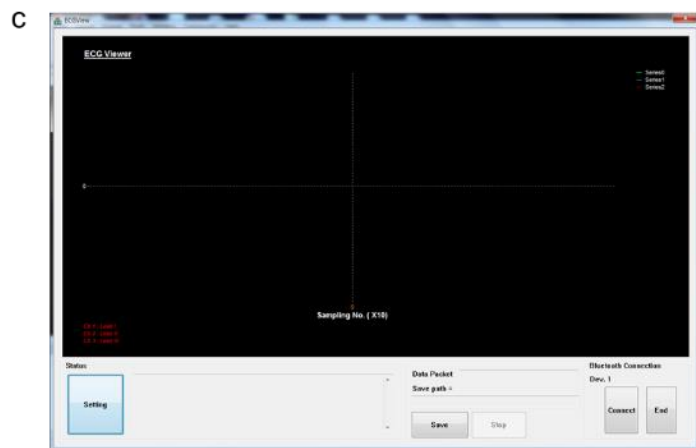 C
ECGView
ECG Viewer
Series0
Series1
Series2
0
0
Sampling No. ( X10)
Status
Setting
Data Packet
Save path =
Save
Stop
Bluetooth Connection
Dev. 1
Connect
End